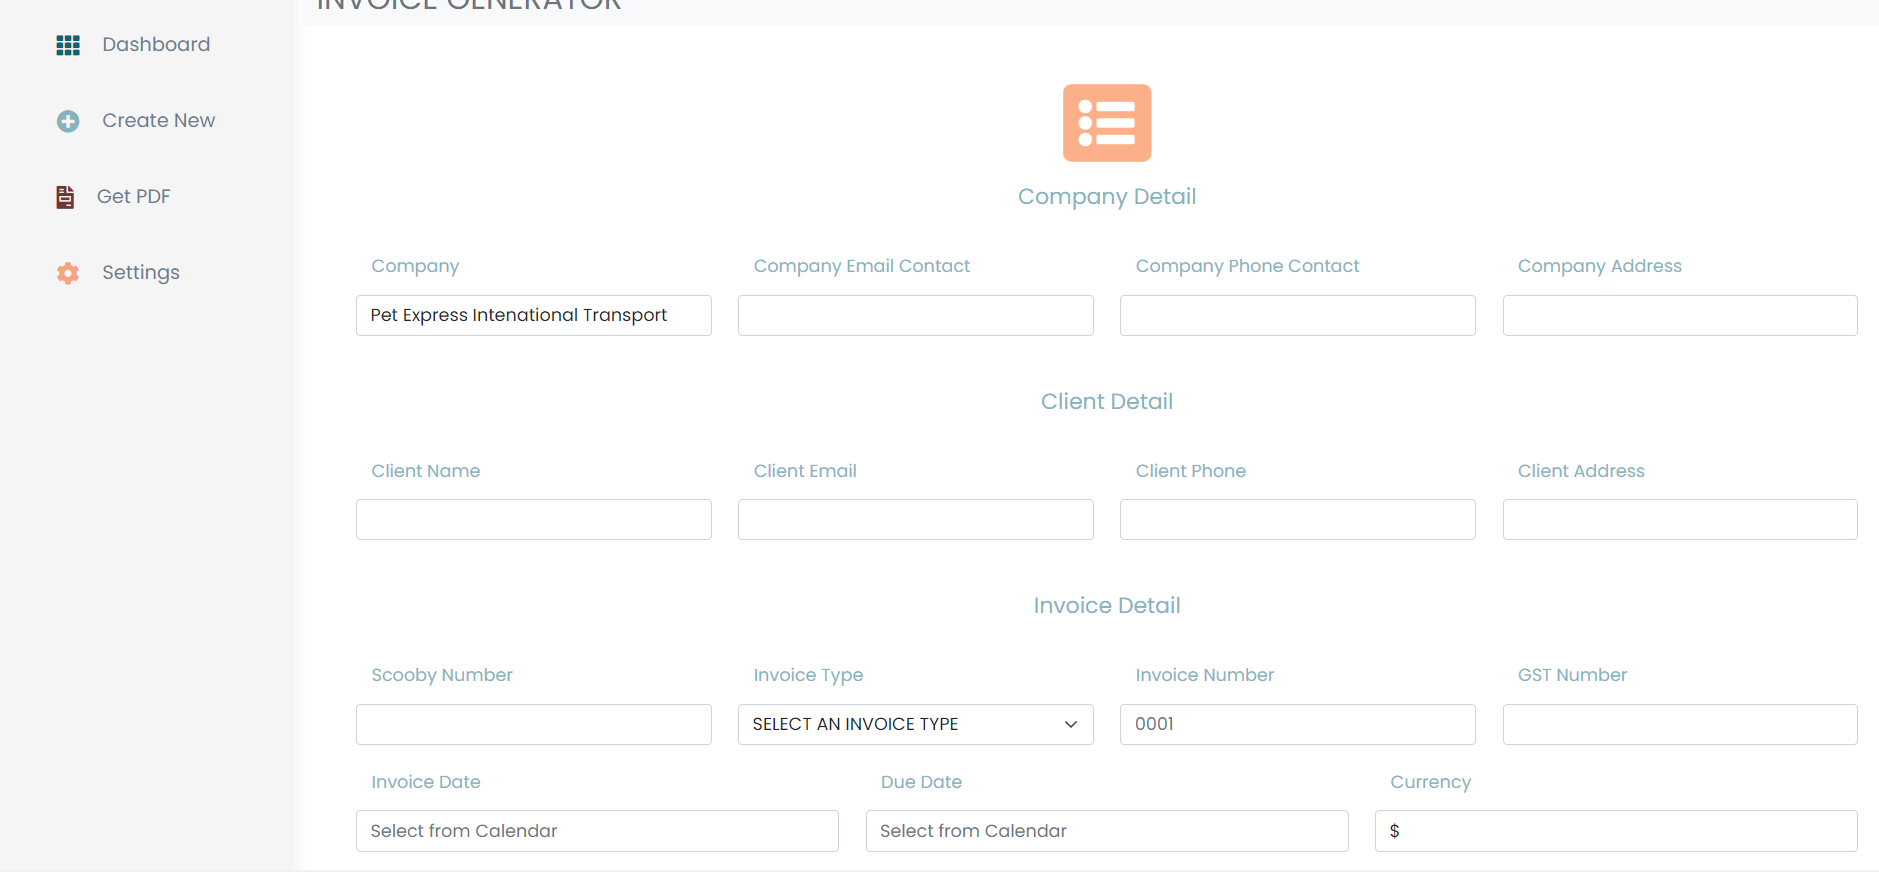 INVOICE GENERATOR
Dashboard
Create New
Get PDF
Settings
Company Detail
Company
Company Email Contact
Company Phone Contact
Company Address
Pet Express Intenational Transport
Client Detail
Client Name
Client Email
Client Phone
Client Address
Invoice Detail
Scooby Number
Invoice Type
Invoice Number
GST Number
SELECT AN INVOICE TYPE
0001
Invoice Date
Due Date
Currency
Select from Calendar
Select from Calendar
$